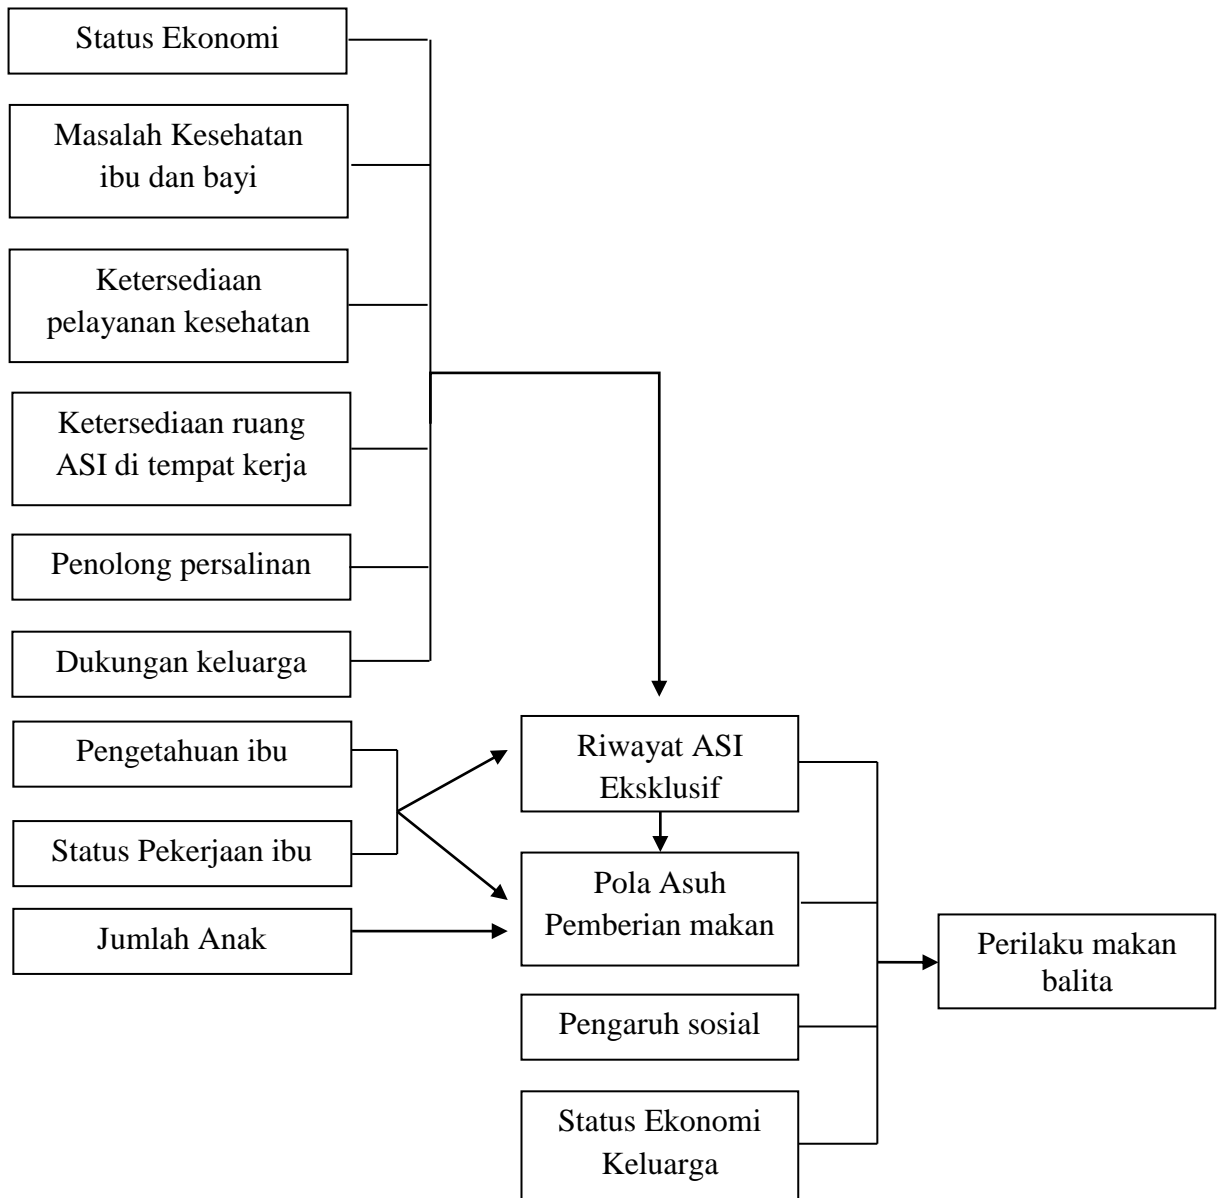 Status Ekonomi
Masalah Kesehatan
ibu dan bayi
Ketersediaan
pelayanan kesehatan
Ketersediaan ruang
ASI di tempat kerja
Penolong persalinan
Dukungan keluarga
Pengetahuan ibu
Status Pekerjaan ibu
Jumlah Anak
Riwayat ASI
Eksklusif
Pola Asuh
Pemberian makan
Pengaruh sosial
Status Ekonomi
Keluarga
Perilaku makan
balita